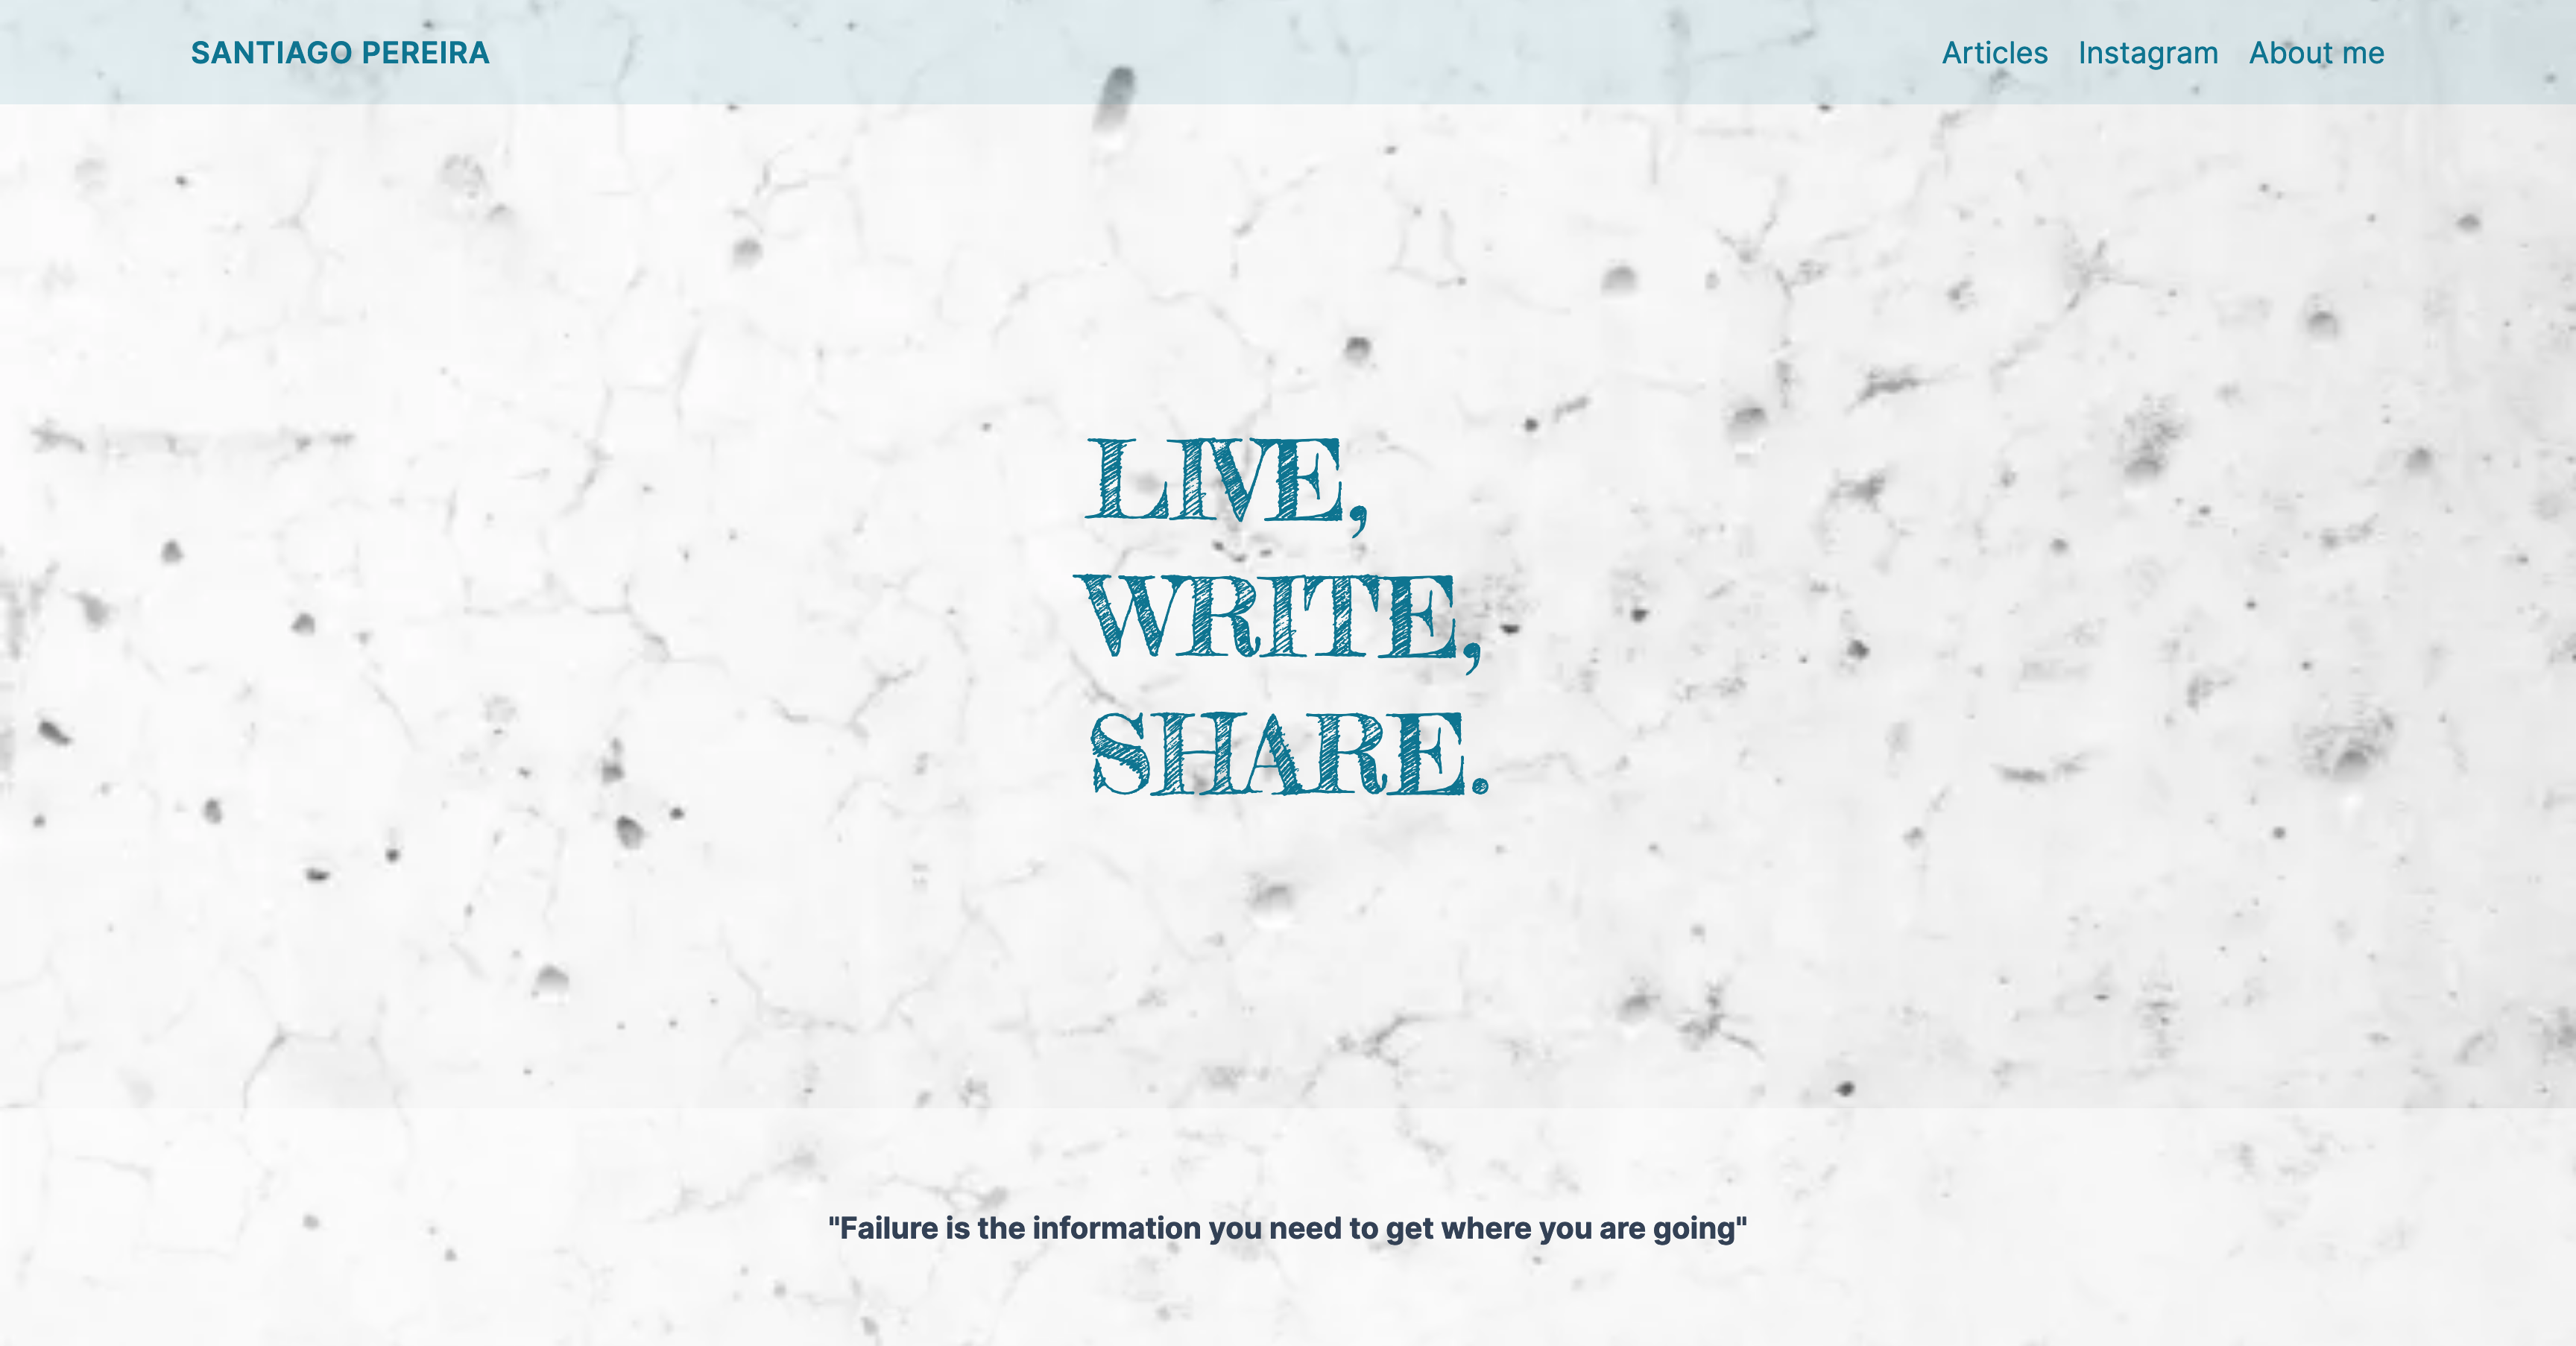 SANTIAGO PEREIRA
Articles Instagram About me
LIVE,
WRITE,
SHARE.
"Failure is the information you need to get where you are going"